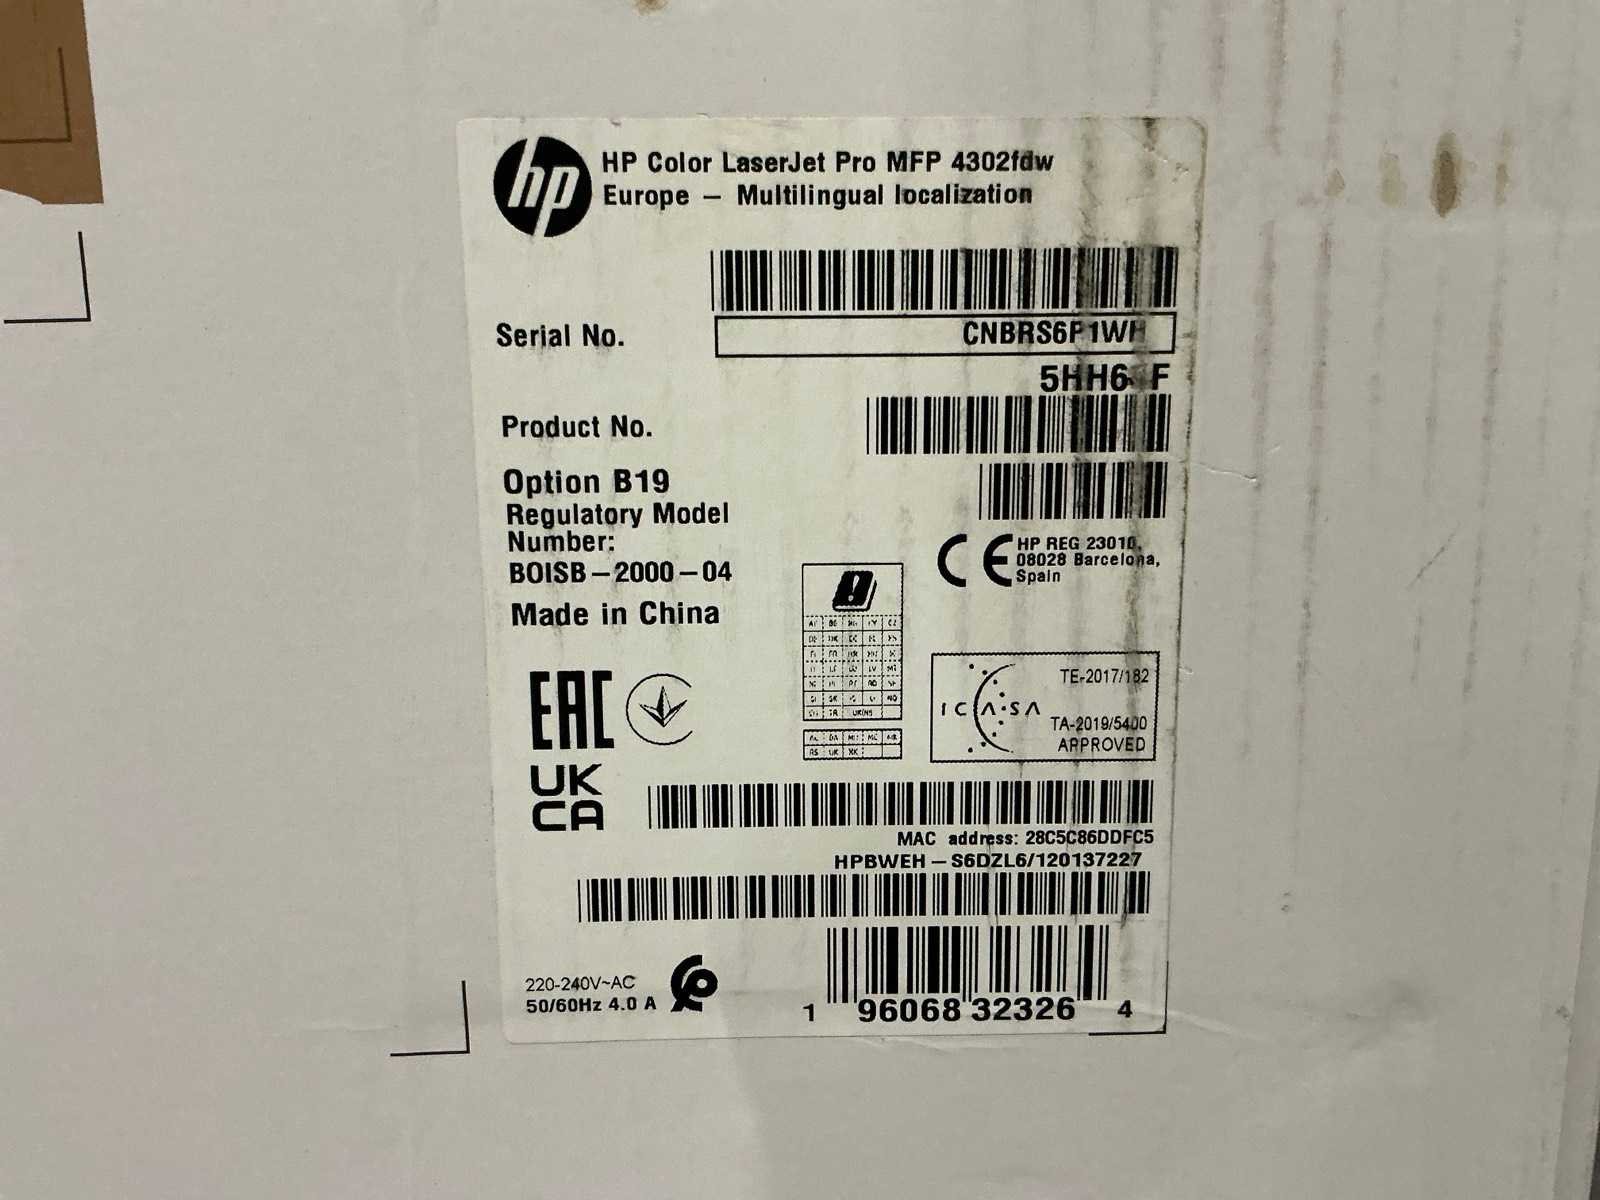 hp
HP Color LaserJet Pro MFP 4302fdw
Europe – Multilingual localization
Serial No.
Product No.
Option B19
Regulatory Model
Number:
BOISB–2000–04
Made in China
HP REG 23010,
08028 Barcelona,
Spain
CE
EAC
UK
CA
ICASA
TE-2017/182
TA-2019/5400
APPROVED
MAC address: 28C5C86DDFC5
HPBWEH–S6DZL6/120137227
220-240V~AC
50/60Hz 4.0 A
1 96068 32326 4